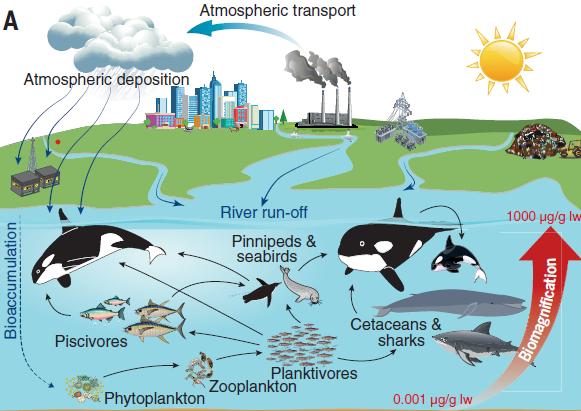 A
Atmospheric transport
Atmospheric deposition
River run-off
1000 µg/g lw
Pinnipeds &
seabirds
Bioaccumulation
Biomagnification
Piscivores
Cetaceans &
sharks
Planktivores
Zooplankton
Phytoplankton
0.001 µg/g lw